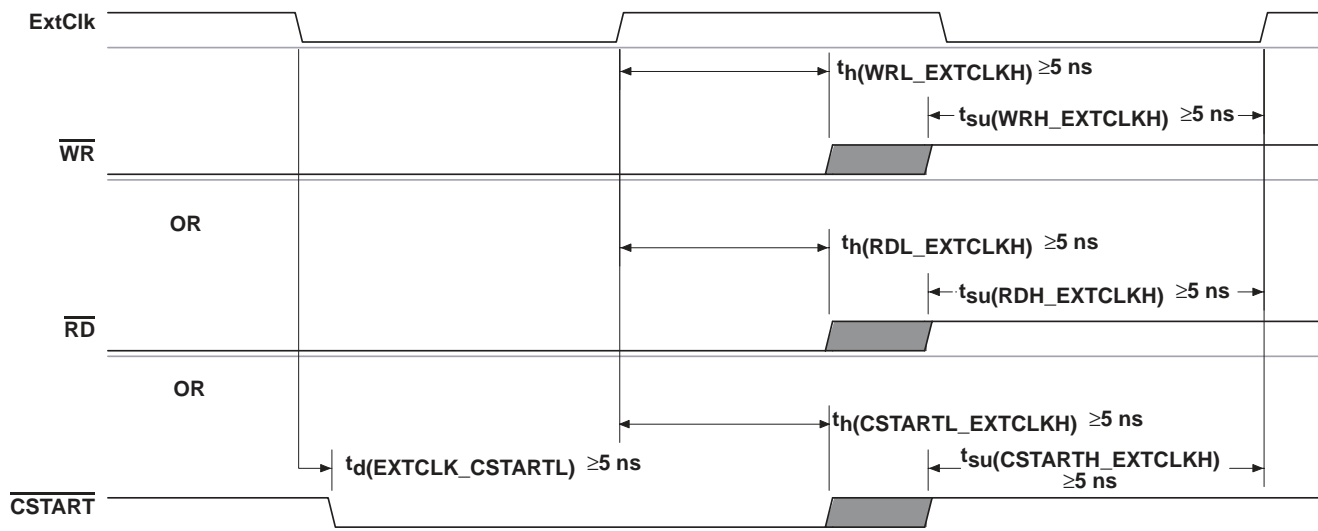 ExtClk
th(WRL_EXTCLKH) ≥5 ns
tsu(WRH_EXTCLKH) ≥5 ns
WR
OR
th(RDL_EXTCLKH) ≥5 ns
tsu(RDH_EXTCLKH) ≥5 ns
RD
OR
th(CSTARTL_EXTCLKH) ≥5 ns
td(EXTCLK_CSTARTL) ≥5 ns
tsu(CSTARTH_EXTCLKH)
≥5 ns
CSTART